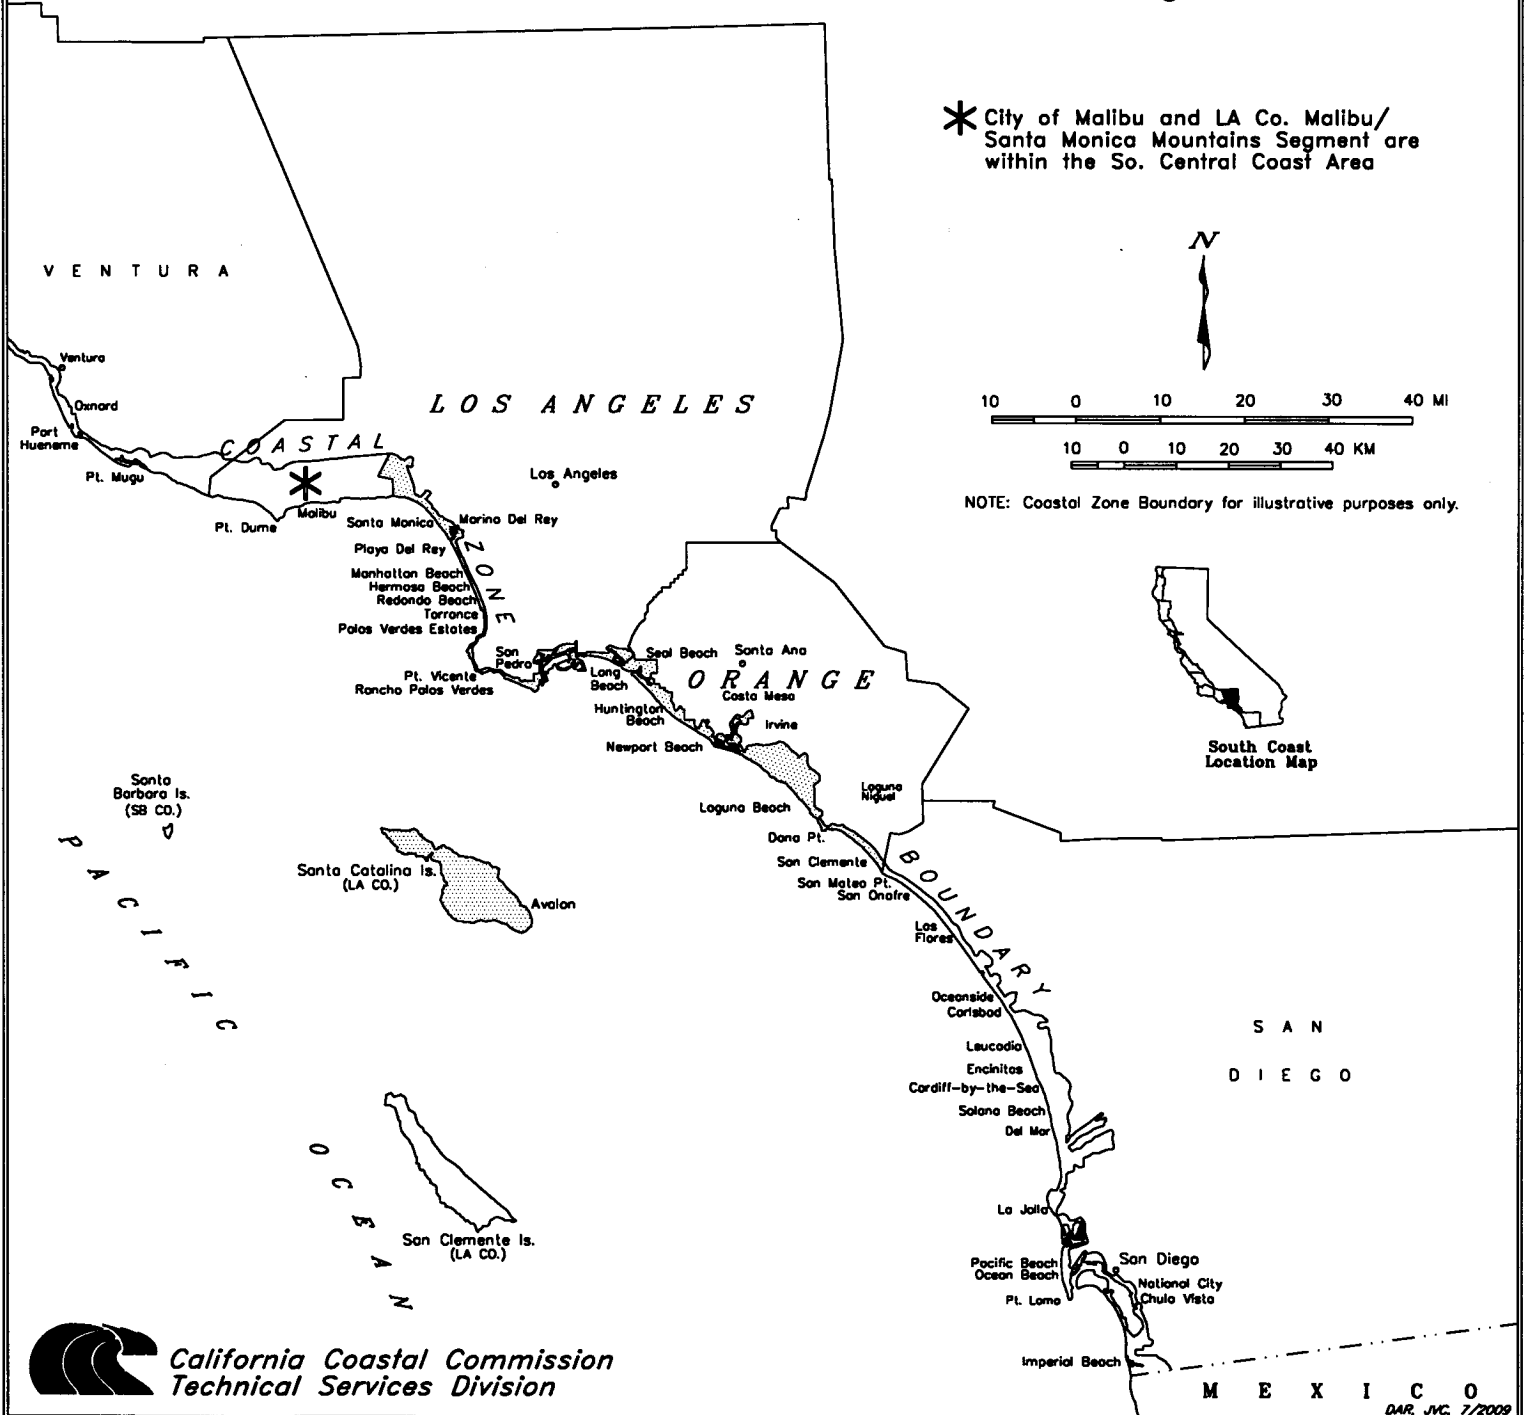 City of Malibu and LA Co. Malibu/
Santa Monica Mountains Segment are
within the So. Central Coast Area
N
VENTURA
Ventura
Oxnard
Port
Hueneme
Pt. Mugu
LOS ANGELES
COASTAL
Los Angeles
10 0 10 20 30 40 MI
10 0 10 20 30 40 KM
NOTE: Coastal Zone Boundary for illustrative purposes only.
Malibu
Pt. Dume
Santa Monica
Marina Del Rey
Playa Del Rey
ZONE
Manhattan Beach
Hermosa Beach
Redondo Beach
Torrance
Palos Verdes Estates
San
Pedro
Pt. Vicente
Rancho Palos Verdes
Long
Beach
Seal Beach
Santa Ana
ORANGE
Costa Mesa
Huntington
Beach
Irvine
Newport Beach
South Coast
Location Map
Santa
Barbara Is.
(SB CO.)
Laguna
Niguel
Laguna Beach
Dana Pt.
San Clemente
San Mateo Pt.
San Onofre
BOUNDARY
Santa Catalina Is.
(LA CO.)
Avalon
PACIFIC
Las
Flores
Oceanside
Carlsbad
SAN
DIEGO
Leucadia
Encinitas
Cardiff-by-the-Sea
Solana Beach
Del Mar
OCEAN
La Jolla
San Clemente Is.
(LA CO.)
Pacific Beach
Ocean Beach
San Diego
National City
Chula Vista
Pt. Loma
Imperial Beach
California Coastal Commission
Technical Services Division
MEXICO
DAR, JVC, 7/2009